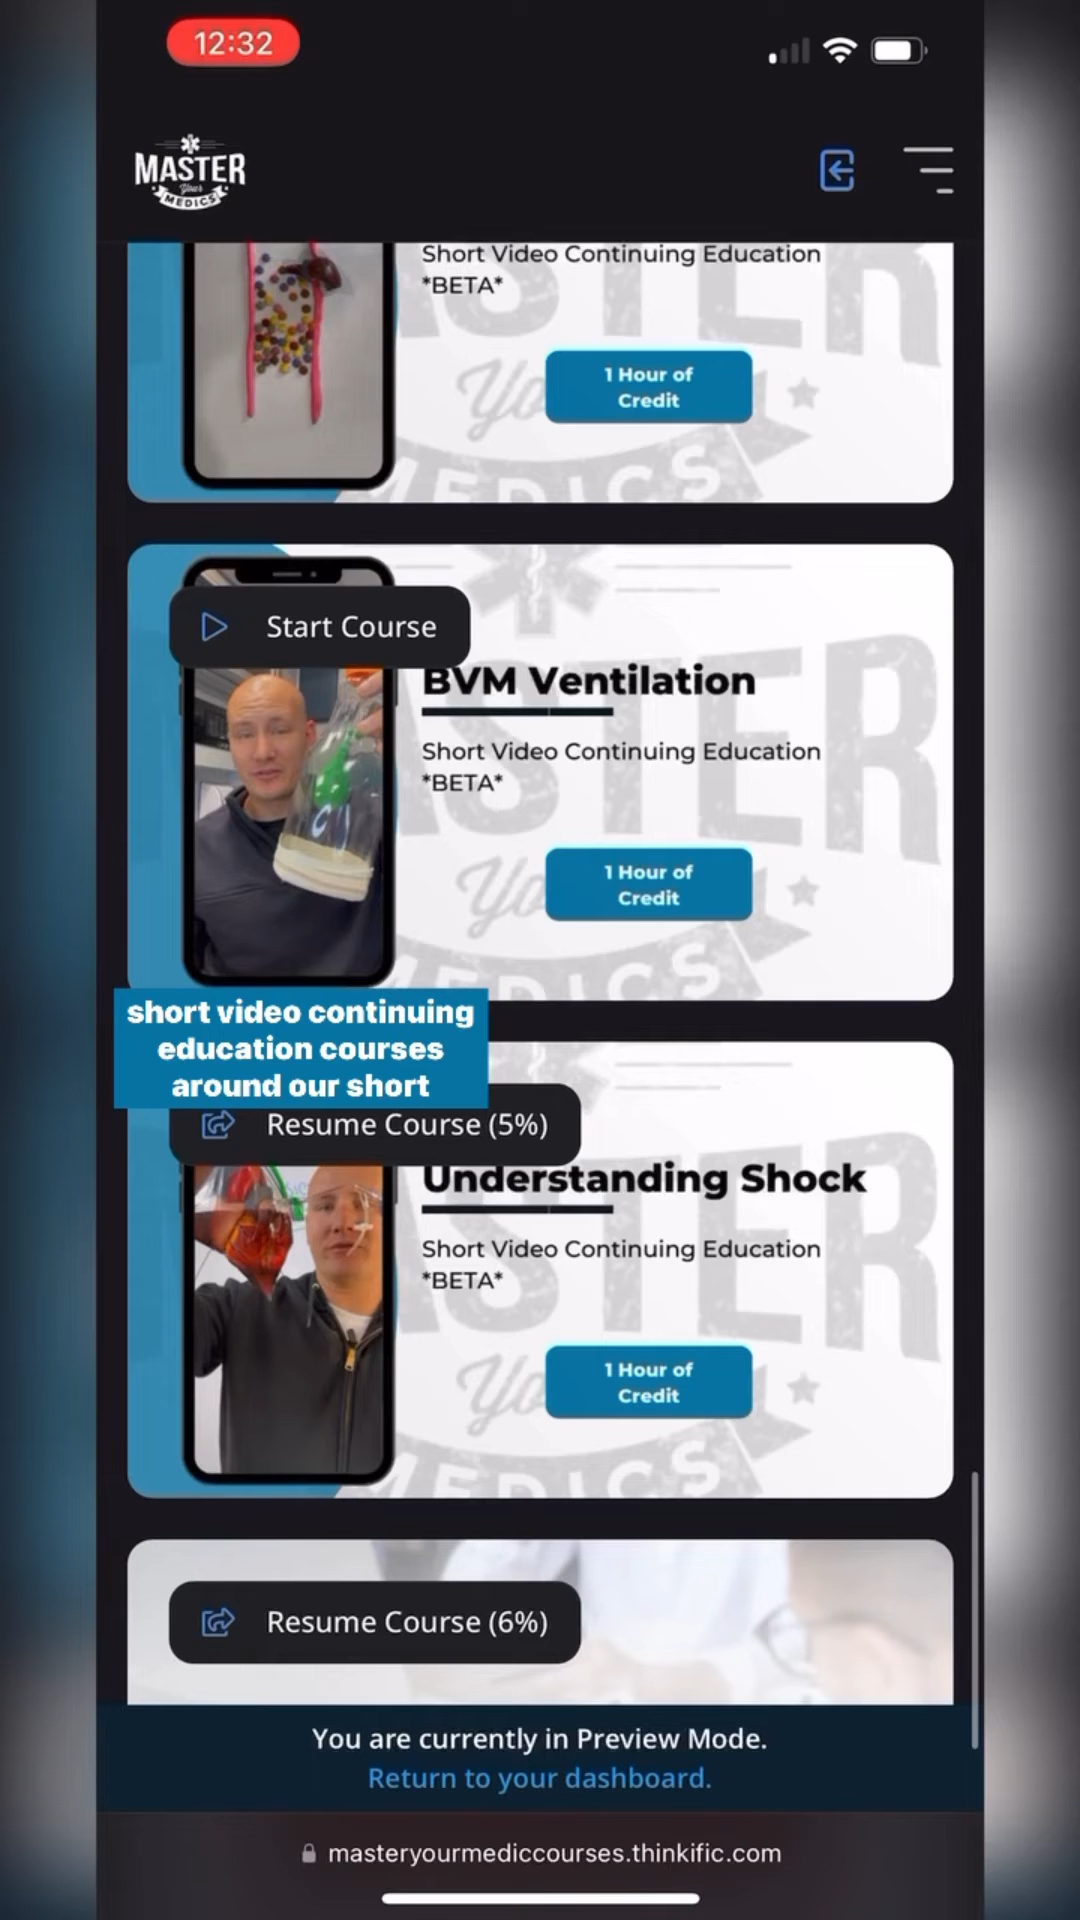 12:32
MASTER
Your
MEDICS
Short Video Continuing Education
*BETA*
1 Hour of
Credit
Start Course
BVM Ventilation
Short Video Continuing Education
*BETA*
1 Hour of
Credit
short video continuing
education courses
around our short
Resume Course (5%)
Understanding Shock
Short Video Continuing Education
*BETA*
1 Hour of
Credit
Resume Course (6%)
You are currently in Preview Mode.
Return to your dashboard.
masteryourmediccourses.thinkific.com